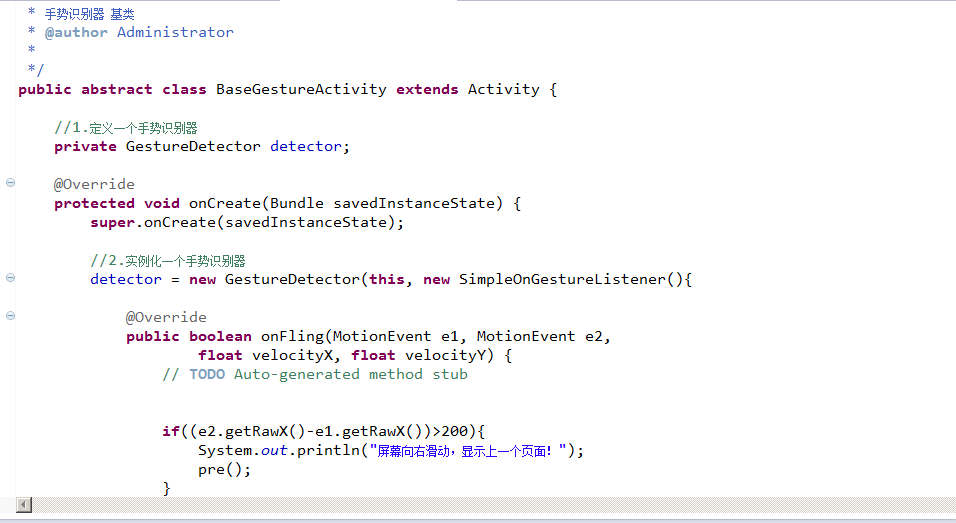 * 手势识别器 基类
* @author Administrator
*
*/
public abstract class BaseGestureActivity extends Activity {
//1.定义一个手势识别器
private GestureDetector detector;
@Override
protected void onCreate(Bundle savedInstanceState) {
super.onCreate(savedInstanceState);
//2.实例化一个手势识别器
detector = new GestureDetector(this, new SimpleOnGestureListener(){
@Override
public boolean onFling(MotionEvent e1, MotionEvent e2,
float velocityX, float velocityY) {
// TODO Auto-generated method stub
if((e2.getRawX()-e1.getRawX())>200){
System.out.println("屏幕向右滑动，显示上一个页面！");
pre();
}